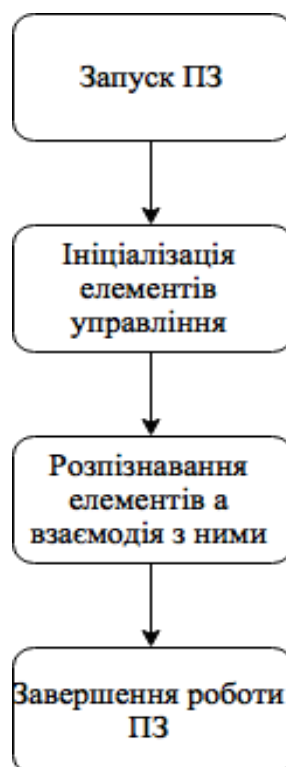 Запуск ПЗ
Ініціалізація
елементів
управління
Розпізнавання
елементів а
взаємодія з ними
Завершення роботи
ПЗ